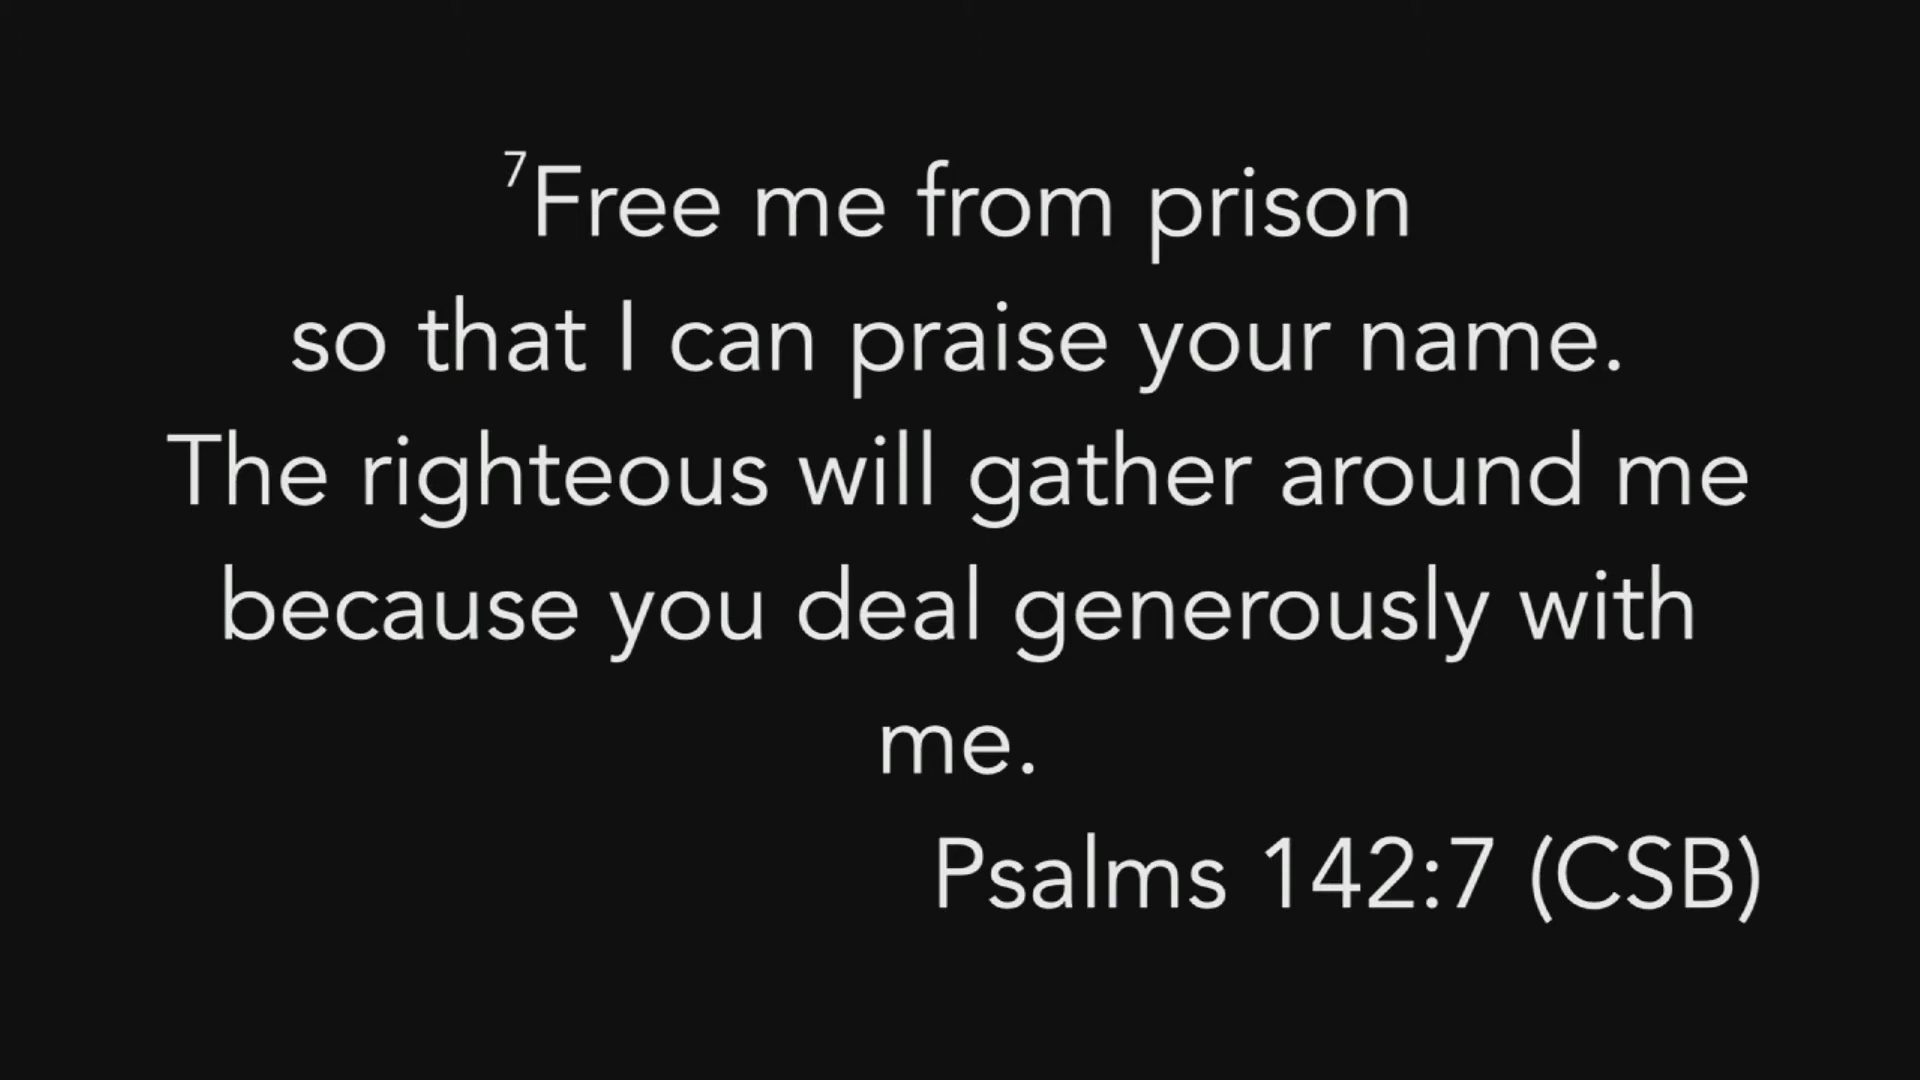 7Free me from prison
so that I can praise your name.
The righteous will gather around me
because you deal generously with
me.
Psalms 142:7 (CSB)